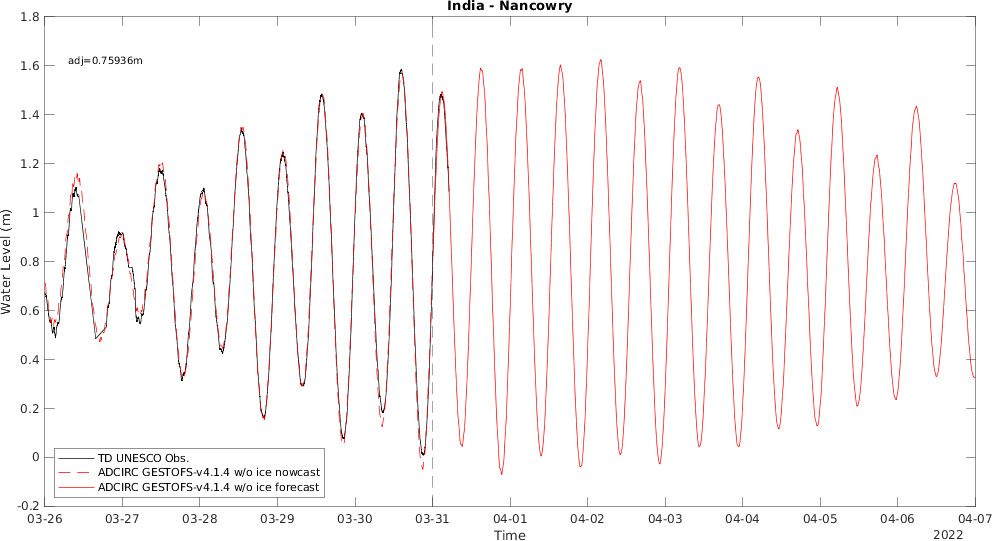 India - Nancowry
1.8
1.6
1.4
1.2
1
0.8
0.6
0.4
0.2
0
-0.2
Water Level (m)
adj=0.75936m
TD UNESCO Obs.
ADCIRC GESTOFS-v4.1.4 w/o ice nowcast
ADCIRC GESTOFS-v4.1.4 w/o ice forecast
03-26 03-27 03-28 03-29 03-30 03-31 04-01 04-02 04-03 04-04 04-05 04-06 04-07
Time
2022